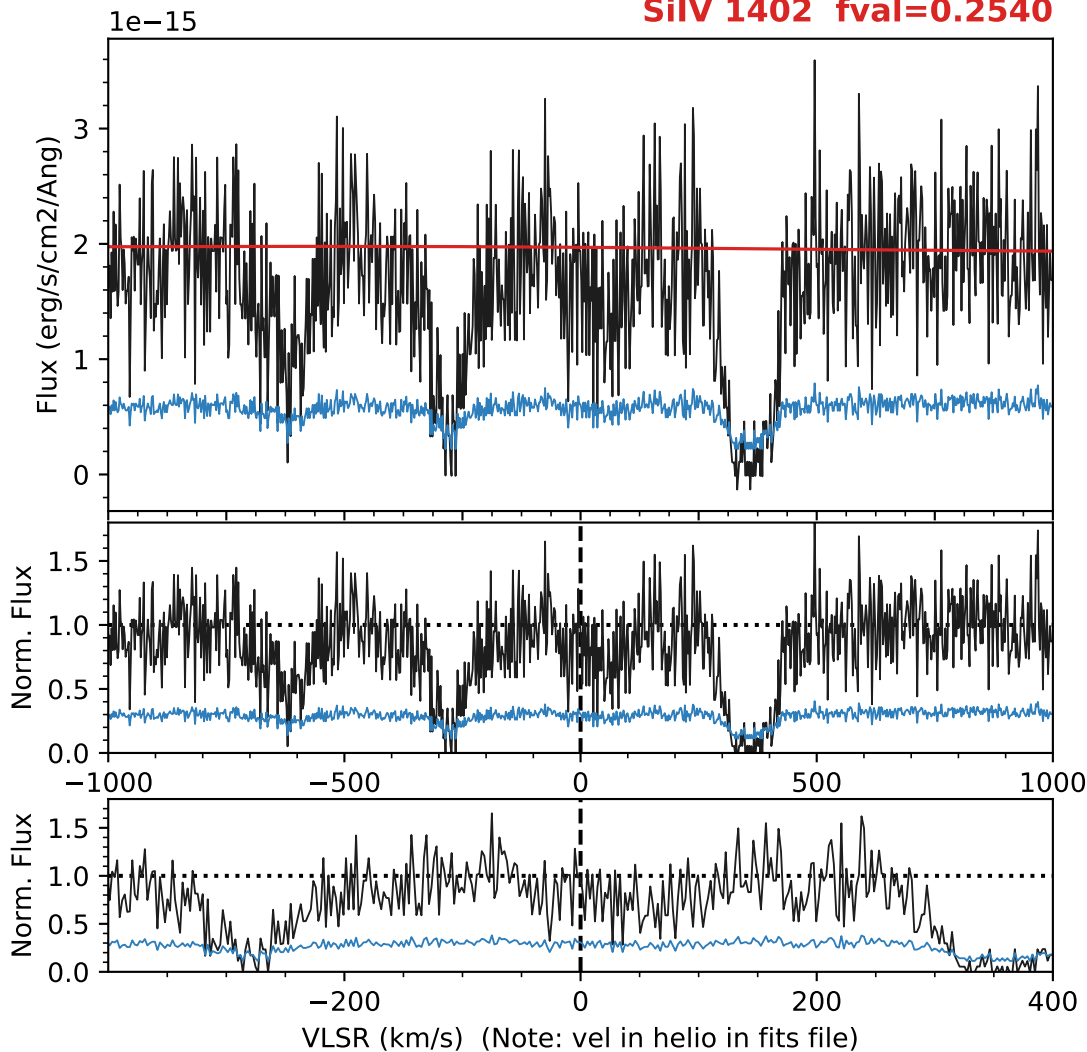 1e−15
SiIV 1402 fval=0.2540
Flux (erg/s/cm2/Ang)
3
2
1
0
Norm. Flux
1.5
1.0
0.5
0.0
−1000 −500 0 500 1000
Norm. Flux
1.5
1.0
0.5
0.0
−200 0 200 400
VLSR (km/s) (Note: vel in helio in fits file)